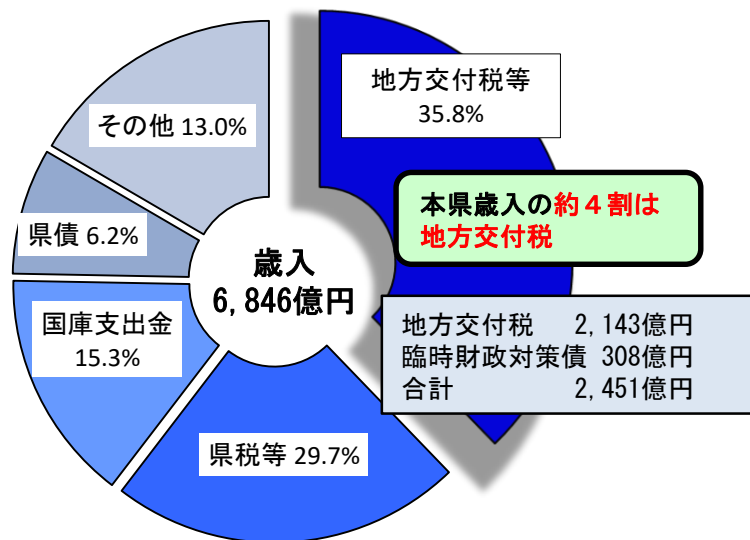 地方交付税等
35.8%
その他 13.0%
本県歳入の約４割は
地方交付税
県債 6.2%
歳入
6,846億円
国庫支出金
15.3%
地方交付税 2,143億円
臨時財政対策債 308億円
合計 2,451億円
県税等 29.7%